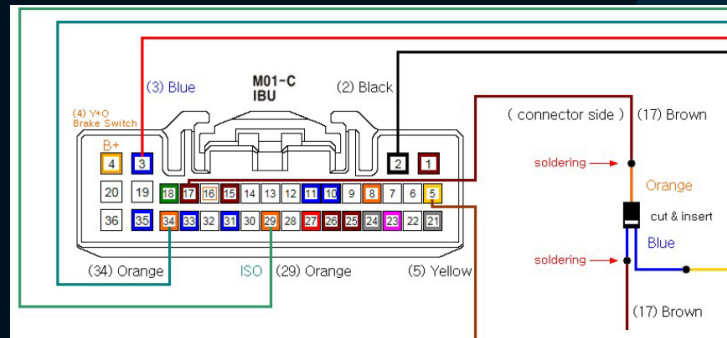 (3) Blue
M01-C
IBU
(2) Black
(4) Y+O
Brake Switch
B+
( connector side )
(17) Brown
4 3 2 1
20 19 18 17 16 15 14 13 12 11 10 9 8 7 6 5
36 35 34 33 32 31 30 29 28 27 26 25 24 23 22 21
soldering
Orange
cut & insert
Blue
soldering
(17) Brown
(34) Orange
ISO
(29) Orange
(5) Yellow